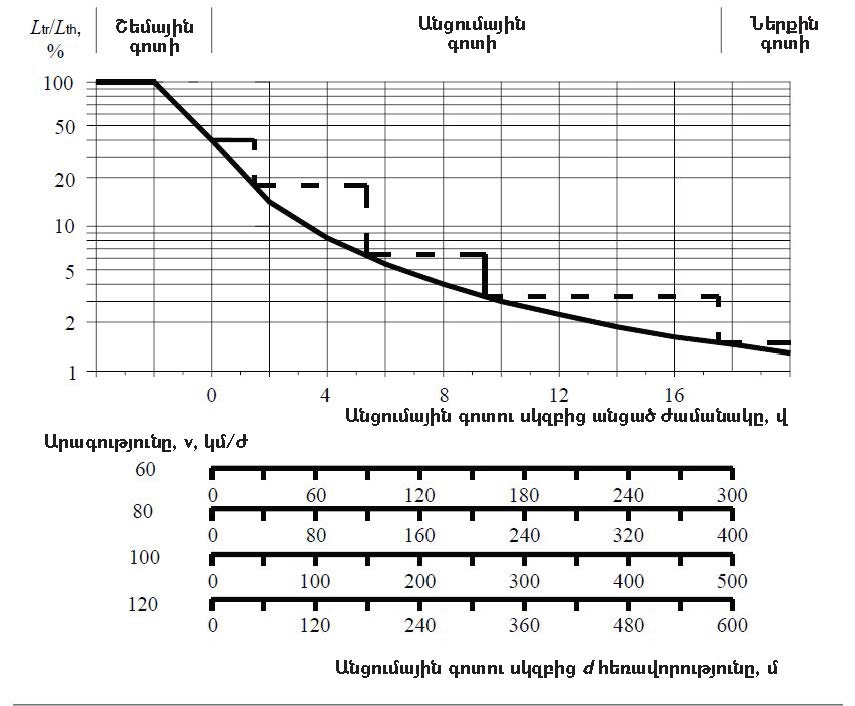 Ltr/Lth, %
Շեմային գոտի
Անցումային գոտի
Ներքին գոտի
100
50
20
10
5
2
1
0 4 8 12 16
Անցումային գոտու սկզբից անցած ժամանակը, վ
Արագությունը, v, կմ/ժ
60
0 60 120 180 240 300
80
0 80 160 240 320 400
100
0 100 200 300 400 500
120
0 120 240 360 480 600
Անցումային գոտու սկզբից d հեռավորությունը, մ